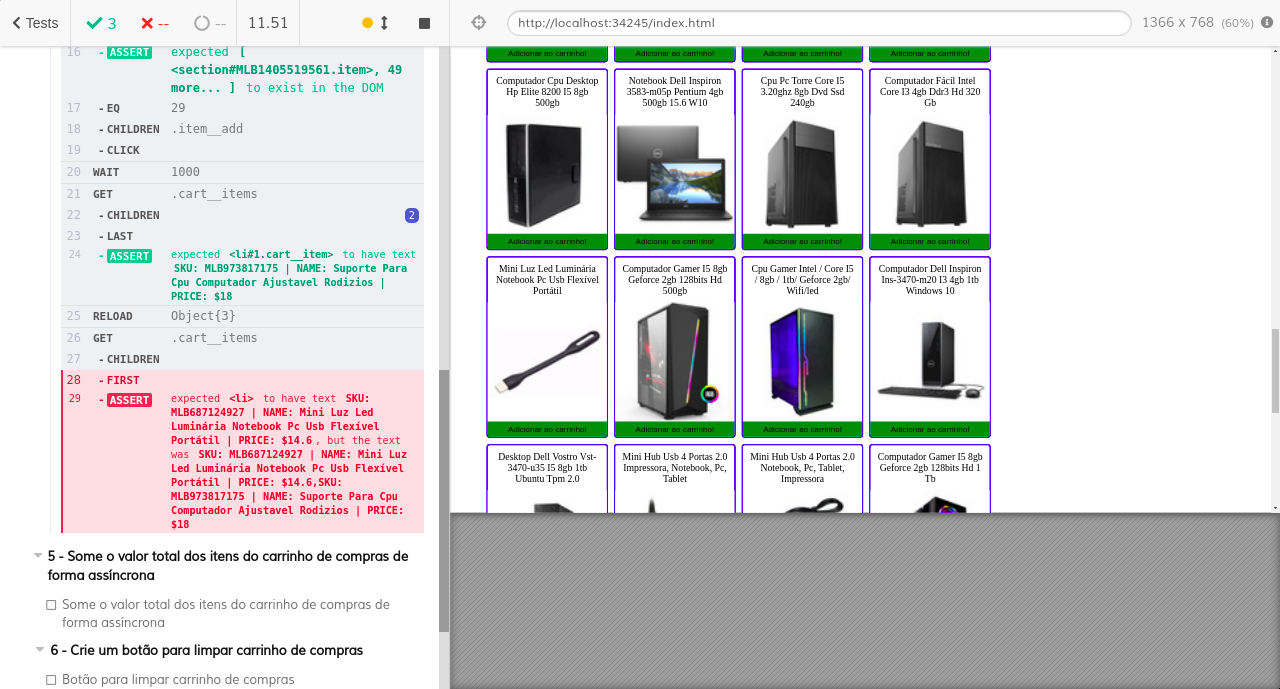 Tests
3
--
--
11.51
http://localhost:34245/index.html
1366 x 768 (60%)
16 - ASSERT expected [
<section#MLB1405519561.item>, 49
more... ] to exist in the DOM
17 - EQ 29
18 - CHILDREN .item__add
19 - CLICK
20 WAIT 1000
21 GET .cart__items
22 - CHILDREN 2
23 - LAST
24 - ASSERT expected <li#1.cart__item> to have text
SKU: MLB973817175 | NAME: Suporte Para
Cpu Computador Ajustavel Rodizios |
PRICE: $18
25 RELOAD Object{3}
26 GET .cart__items
27 - CHILDREN
28 - FIRST
29 - ASSERT expected <li> to have text SKU:
MLB687124927 | NAME: Mini Luz Led
Luminária Notebook Pc Usb Flexível
Portátil | PRICE: $14.6 , but the text
was SKU: MLB687124927 | NAME: Mini Luz
Led Luminária Notebook Pc Usb Flexível
Portátil | PRICE: $14.6,SKU:
MLB973817175 | NAME: Suporte Para Cpu
Computador Ajustavel Rodizios | PRICE:
$18
5 - Some o valor total dos itens do carrinho de compras de
forma assíncrona
Some o valor total dos itens do carrinho de compras de
forma assíncrona
6 - Crie um botão para limpar carrinho de compras
Botão para limpar carrinho de compras
Adicionar ao carrinho!
Adicionar ao carrinho!
Adicionar ao carrinho!
Adicionar ao carrinho!
Computador Cpu Desktop
Hp Elite 8200 I5 8gb
500gb
Adicionar ao carrinho!
Notebook Dell Inspiron
3583-m05p Pentium 4gb
500gb 15.6 W10
Adicionar ao carrinho!
Cpu Pc Torre Core I5
3.20ghz 8gb Dvd Ssd
240gb
Adicionar ao carrinho!
Computador Fácil Intel
Core I3 4gb Ddr3 Hd 320
Gb
Adicionar ao carrinho!
Mini Luz Led Luminária
Notebook Pc Usb Flexível
Portátil
Adicionar ao carrinho!
Computador Gamer I5 8gb
Geforce 2gb 128bits Hd
500gb
RGB
Adicionar ao carrinho!
Cpu Gamer Intel / Core I5
/ 8gb / 1tb/ Geforce 2gb/
Wifi/led
Adicionar ao carrinho!
Computador Dell Inspiron
Ins-3470-m20 I3 4gb 1tb
Windows 10
Adicionar ao carrinho!
Desktop Dell Vostro Vst-
3470-u35 I5 8gb 1tb
Ubuntu Tpm 2.0
Mini Hub Usb 4 Portas 2.0
Impressora, Notebook, Pc,
Tablet
Mini Hub Usb 4 Portas 2.0
Notebook, Pc, Tablet,
Impressora
Computador Gamer I5 8gb
Geforce 2gb 128bits Hd 1
Tb